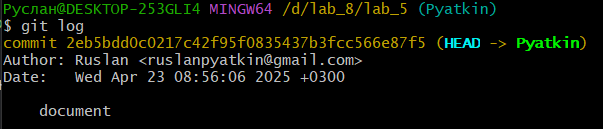 Руслан@DESKTOP-253GLI4 MINGW64 /d/lab_8/lab_5 (Pyatkin)
$ git log
commit 2eb5bdd0c0217c42f95f0835437b3fcc566e87f5 (HEAD -> Pyatkin)
Author: Ruslan <ruslanpyatkin@gmail.com>
Date:   Wed Apr 23 08:56:06 2025 +0300
    document